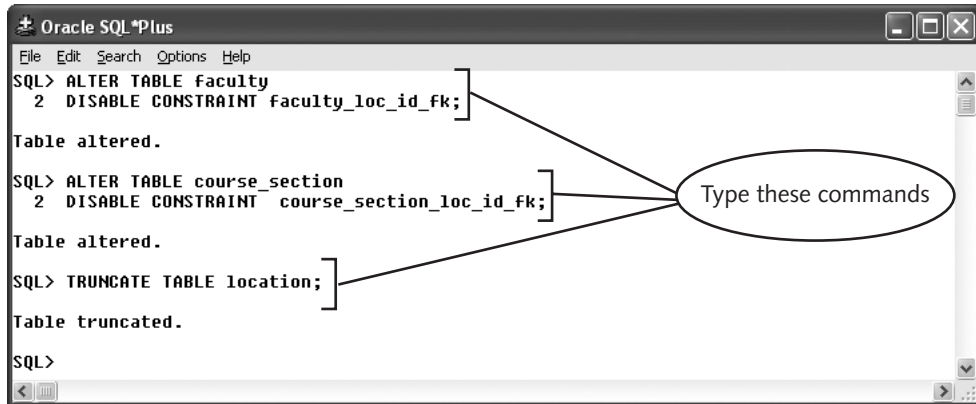 Oracle SQL*Plus
File Edit Search Options Help
SQL> ALTER TABLE faculty
2 DISABLE CONSTRAINT faculty_loc_id_fk;
Table altered.
SQL> ALTER TABLE course_section
2 DISABLE CONSTRAINT course_section_loc_id_fk;
Type these commands
Table altered.
SQL> TRUNCATE TABLE location;
Table truncated.
SQL>